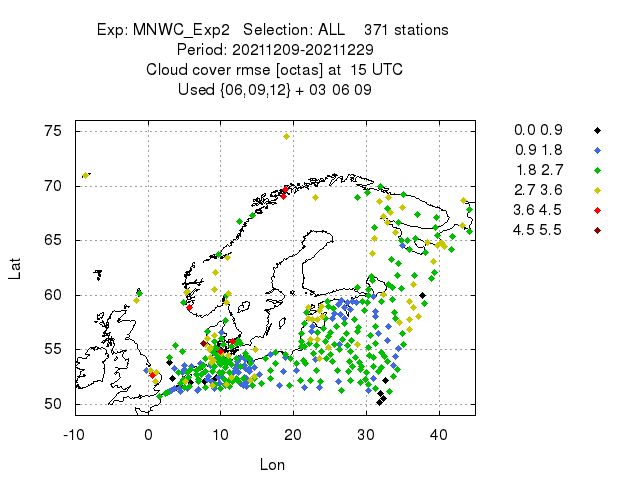 Exp: MNWC_Exp2 Selection: ALL 371 stations
Period: 20211209-20211229
Cloud cover rmse [octas] at 15 UTC
Used {06,09,12} + 03 06 09
75
70
65
60
55
50
Lat
-10 0 10 20 30 40
Lon
0.0 0.9
0.9 1.8
1.8 2.7
2.7 3.6
3.6 4.5
4.5 5.5